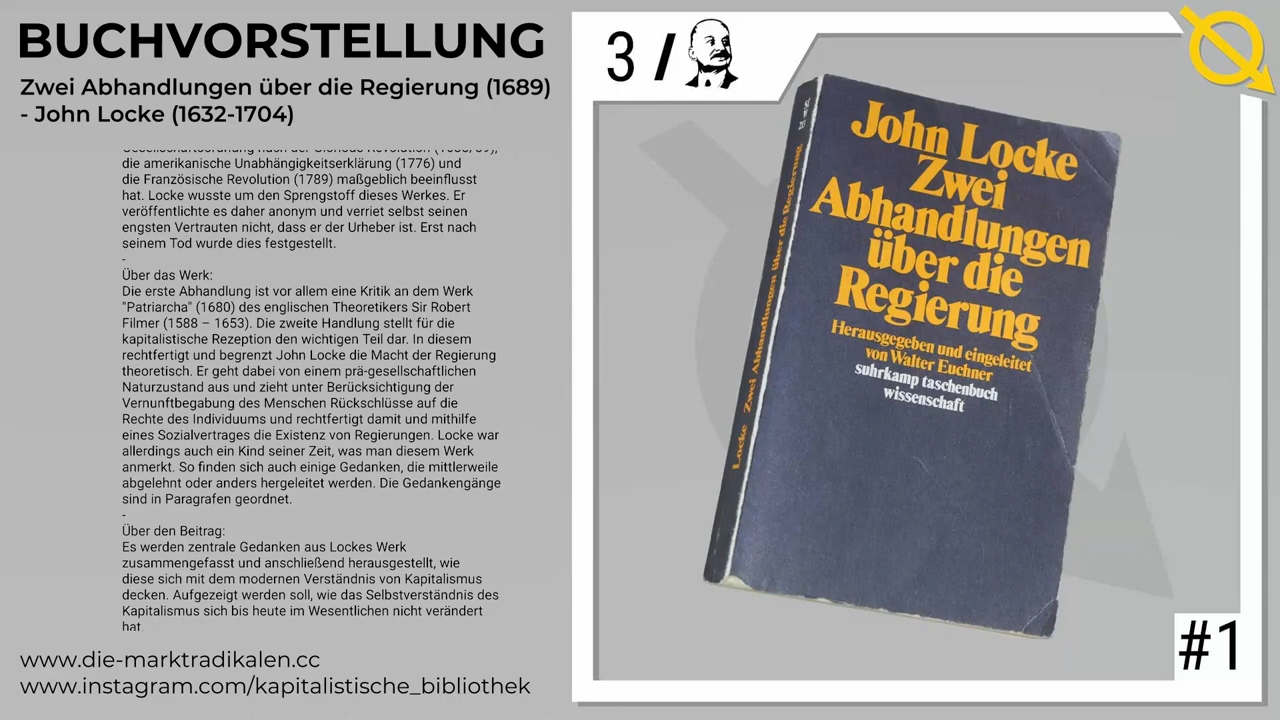 BUCHVORSTELLUNG
Zwei Abhandlungen über die Regierung (1689)
- John Locke (1632-1704)
die amerikanische Unabhängigkeitserklärung (1776) und
die Französische Revolution (1789) maßgeblich beeinflusst
hat. Locke wusste um den Sprengstoff dieses Werkes. Er
veröffentlichte es daher anonym und verriet selbst seinen
engsten Vertrauten nicht, dass er der Urheber ist. Erst nach
seinem Tod wurde dies festgestellt.
-
Über das Werk:
Die erste Abhandlung ist vor allem eine Kritik an dem Werk
"Patriarcha" (1680) des englischen Theoretikers Sir Robert
Filmer (1588 – 1653). Die zweite Handlung stellt für die
kapitalistische Rezeption den wichtigen Teil dar. In diesem
rechtfertigt und begrenzt John Locke die Macht der Regierung
theoretisch. Er geht dabei von enem prä-gesellschaftlichen
Naturzustand aus und zieht unter Berücksichtigung der
Vernunftbegabung des Menschen Rückschlüsse auf die
Rechte des Individuums und rechtfertigt damit und mithilfe
eines Sozialvertrages die Existenz von Regierungen. Locke war
allerdings auch ein Kind seiner Zeit, was man diesem Werk
anmerkt. So finden sich auch einige Gedanken, die mittlerweile
abgelehnt oder anders hergeleitet werden. Die Gedankengänge
sind in Paragrafen geordnet.
-
Über den Beitrag:
Es werden zentrale Gedanken aus Lockes Werk
zusammengefasst und anschließend herausgestellt, wie
diese sich mit dem modernen Verständnis von Kapitalismus
decken. Aufgezeigt werden soll, wie das Selbstverständnis des
Kapitalismus sich bis heute im Wesentlichen nicht verändert
hat.
www.die-marktradikalen.cc
www.instagram.com/kapitalistische_bibliothek
3 /
John Locke
Zwei
Abhandlungen
über die
Regierung
Herausgegeben und eingeleitet
von Walter Euchner
suhrkamp taschenbuch
wissenschaft
Locke Zwei Abhandlungen über die Regierung
#1